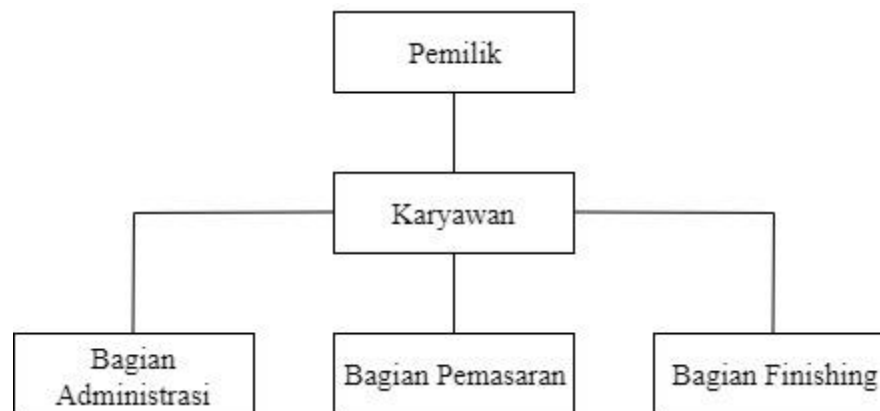 Pemilik
Karyawan
Bagian
Administrasi
Bagian Pemasaran
Bagian Finishing